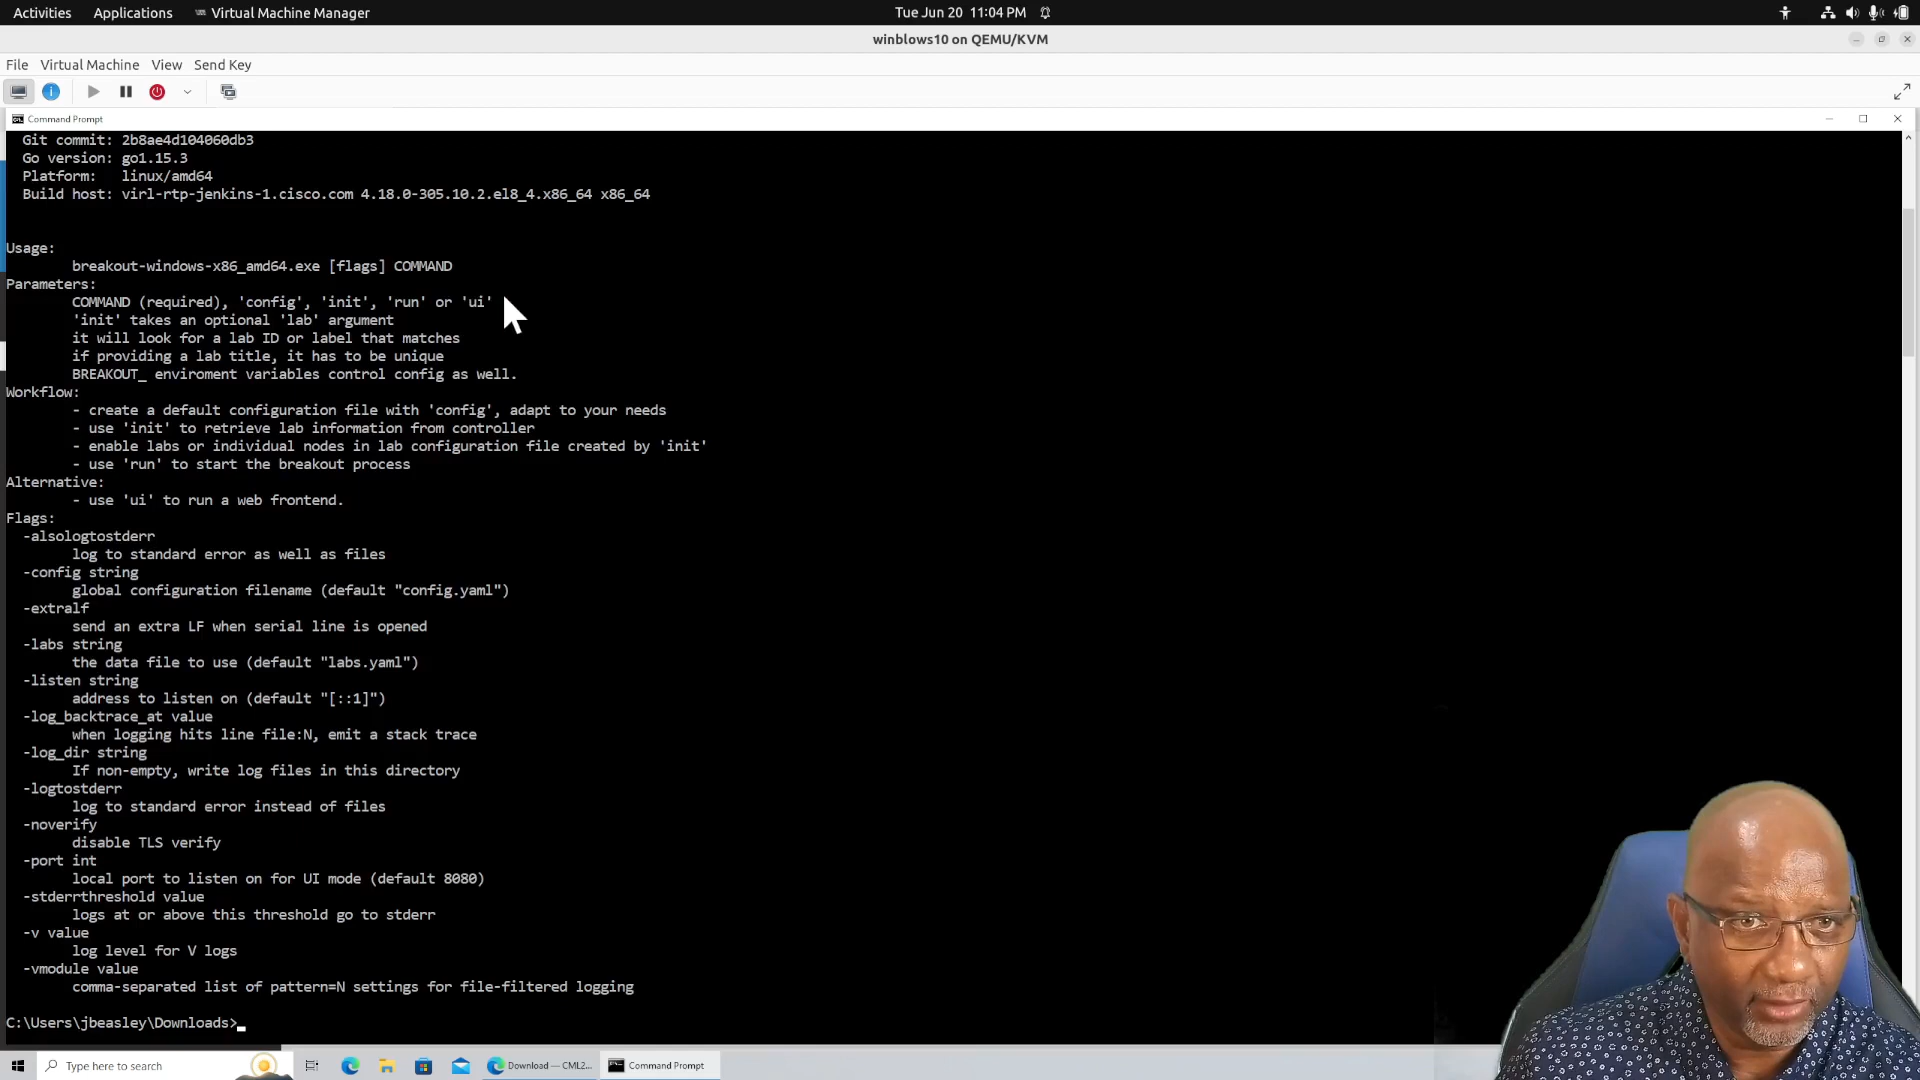 Activities Applications Virtual Machine Manager Tue Jun 20 11:04 PM
winblows10 on QEMU/KVM
File Virtual Machine View Send Key
Command Prompt
Git commit: 2b8ae4d104060db3
Go version: go1.15.3
Platform: linux/amd64
Build host: virl-rtp-jenkins-1.cisco.com 4.18.0-305.10.2.el8_4.x86_64 x86_64
Usage:
breakout-windows-x86_amd64.exe [flags] COMMAND
Parameters:
COMMAND (required), 'config', 'init', 'run' or 'ui'
'init' takes an optional 'lab' argument
it will look for a lab ID or label that matches
if providing a lab title, it has to be unique
BREAKOUT_ enviroment variables control config as well.
Workflow:
- create a default configuration file with 'config', adapt to your needs
- use 'init' to retrieve lab information from controller
- enable labs or individual nodes in lab configuration file created by 'init'
- use 'run' to start the breakout process
Alternative:
- use 'ui' to run a web frontend.
Flags:
-alsologtostderr
log to standard error as well as files
-config string
global configuration filename (default "config.yaml")
-extralf
send an extra LF when serial line is opened
-labs string
the data file to use (default "labs.yaml")
-listen string
address to listen on (default "[::1]")
-log_backtrace_at value
when logging hits line file:N, emit a stack trace
-log_dir string
If non-empty, write log files in this directory
-logtostderr
log to standard error instead of files
-noverify
disable TLS verify
-port int
local port to listen on for UI mode (default 8080)
-stderrthreshold value
logs at or above this threshold go to stderr
-v value
log level for V logs
-vmodule value
comma-separated list of pattern=N settings for file-filtered logging
C:\Users\jbeasley\Downloads>
Type here to search Download — CML2... Command Prompt